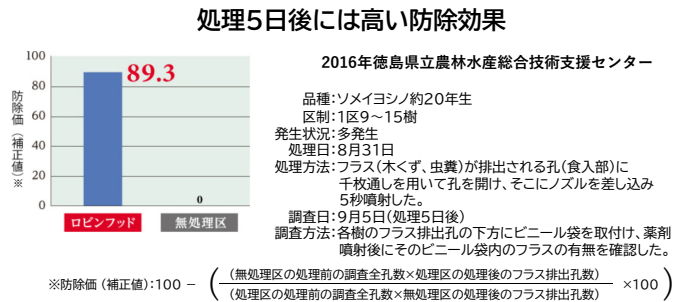 処理5日後には高い防除効果
2016年徳島県立農林水産総合技術支援センター
防除価（補正値）※
100
80
60
40
20
0
89.3
0
ロビンフッド
無処理区
品種：ソメイヨシノ約20年生
区制：1区9～15樹
発生状況：多発生
処理日：8月31日
処理方法：フラス（木くず、虫糞）が排出される孔（食入部）に
千枚通しを用いて孔を開け、そこにノズルを差し込み
5秒噴射した。
調査日：9月5日（処理5日後）
調査方法：各樹のフラス排出孔の下方にビニール袋を取付け、薬剤
噴射後にそのビニール袋内のフラスの有無を確認した。
※防除価（補正値）：100 －
（無処理区の処理前の調査全孔数×処理区の処理後のフラス排出孔数）
（処理区の処理前の調査全孔数×無処理区の処理後のフラス排出孔数）
×100